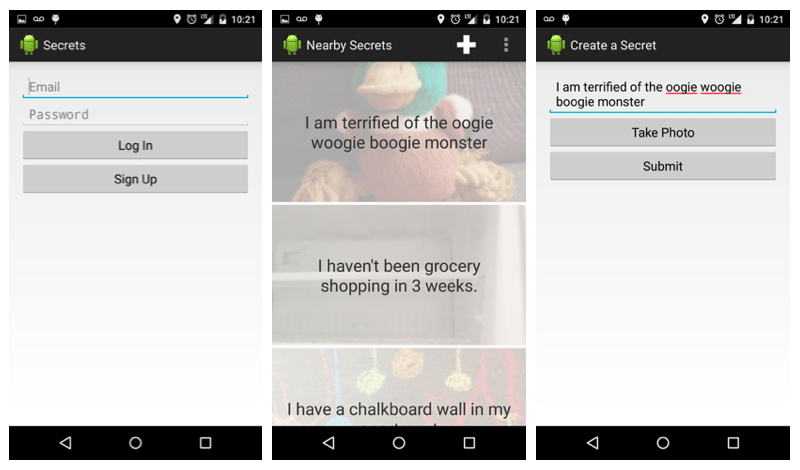 10:21
Secrets
Email
Password
Log In
Sign Up
10:21
Nearby Secrets
I am terrified of the oogie
woogie boogie monster
I haven't been grocery
shopping in 3 weeks.
I have a chalkboard wall in my
10:21
Create a Secret
I am terrified of the oogie woogie
boogie monster
Take Photo
Submit